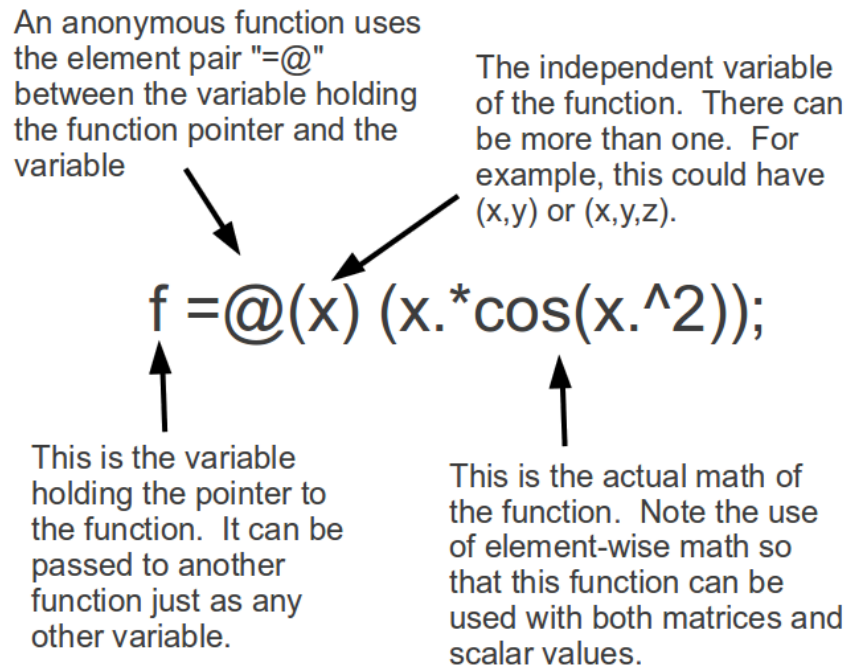 An anonymous function uses
the element pair "=@"
between the variable holding
the function pointer and the
variable
The independent variable
of the function.  There can
be more than one.  For
example, this could have
(x,y) or (x,y,z).
f =@(x) (x.*cos(x.^2));
This is the variable
holding the pointer to
the function.  It can be
passed to another
function just as any
other variable.
This is the actual math of
the function.  Note the use
of element-wise math so
that this function can be
used with both matrices and
scalar values.